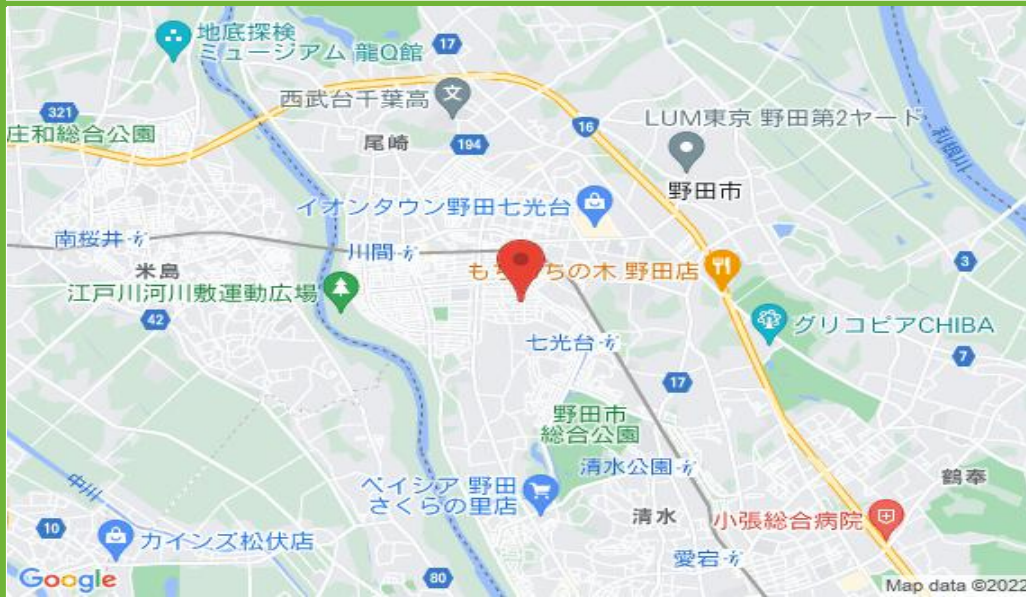 地底探検
ミュージアム 龍Q館
17
西武台千葉高
321
庄和総合公園
尾崎
194
16
LUM東京 野田第2ヤード
利根川
野田市
イオンタウン野田七光台
南桜井
川間
米島
もち
ちの木 野田店
3
江戸川河川敷運動広場
42
グリコピアCHIBA
七光台
7
17
野田市
総合公園
清水公園
鶴奉
ベイシア 野田
さくらの里店
中川
清水
小張総合病院
10
カインズ松伏店
愛宕
80
Google
Map data ©2022